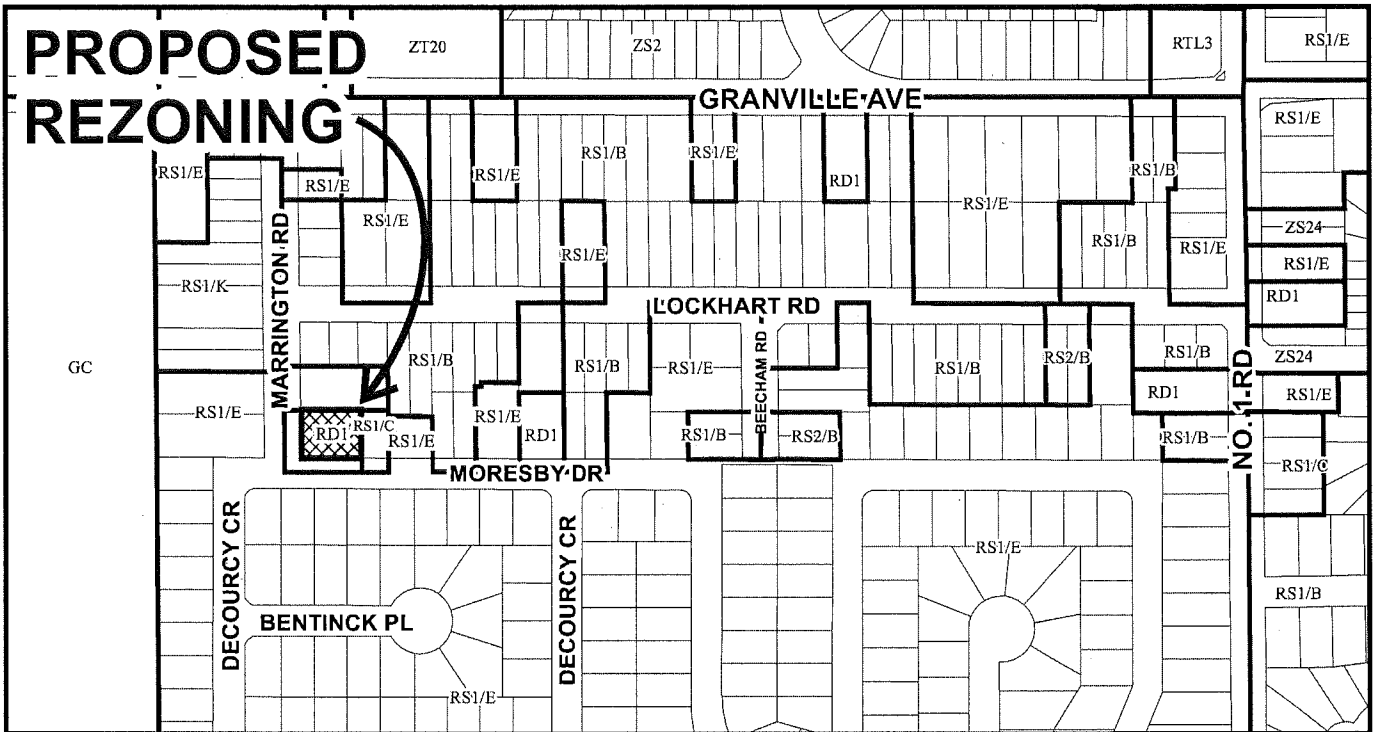 PROPOSED
REZONING
ZT20
ZS2
RTL3
RS1/E
GRANVILLE AVE
RS1/E
RS1/E
RS1/E
RS1/E
RS1/B
RS1/E
RD1
RS1/B
RS1/E
RS1/E
RS1/E
RS1/B
RS1/E
ZS24
RS1/E
RS1/E
RD1
MARRINGTON RD
RS1/K
LOCKHART RD
GC
RS1/B
RS1/B
RS1/E
BEECHAM RD
RS1/B
RS2/B
RS1/B
ZS24
NO. 1 RD
RD1
RS1/E
RS1/E
RD1
RS1/C
RS1/E
RS1/E
RD1
RS1/B
RS2/B
RS1/B
RS1/C
MORESBY DR
DECOURCY CR
BENTINCK PL
DECOURCY CR
RS1/E
RS1/B
RS1/E